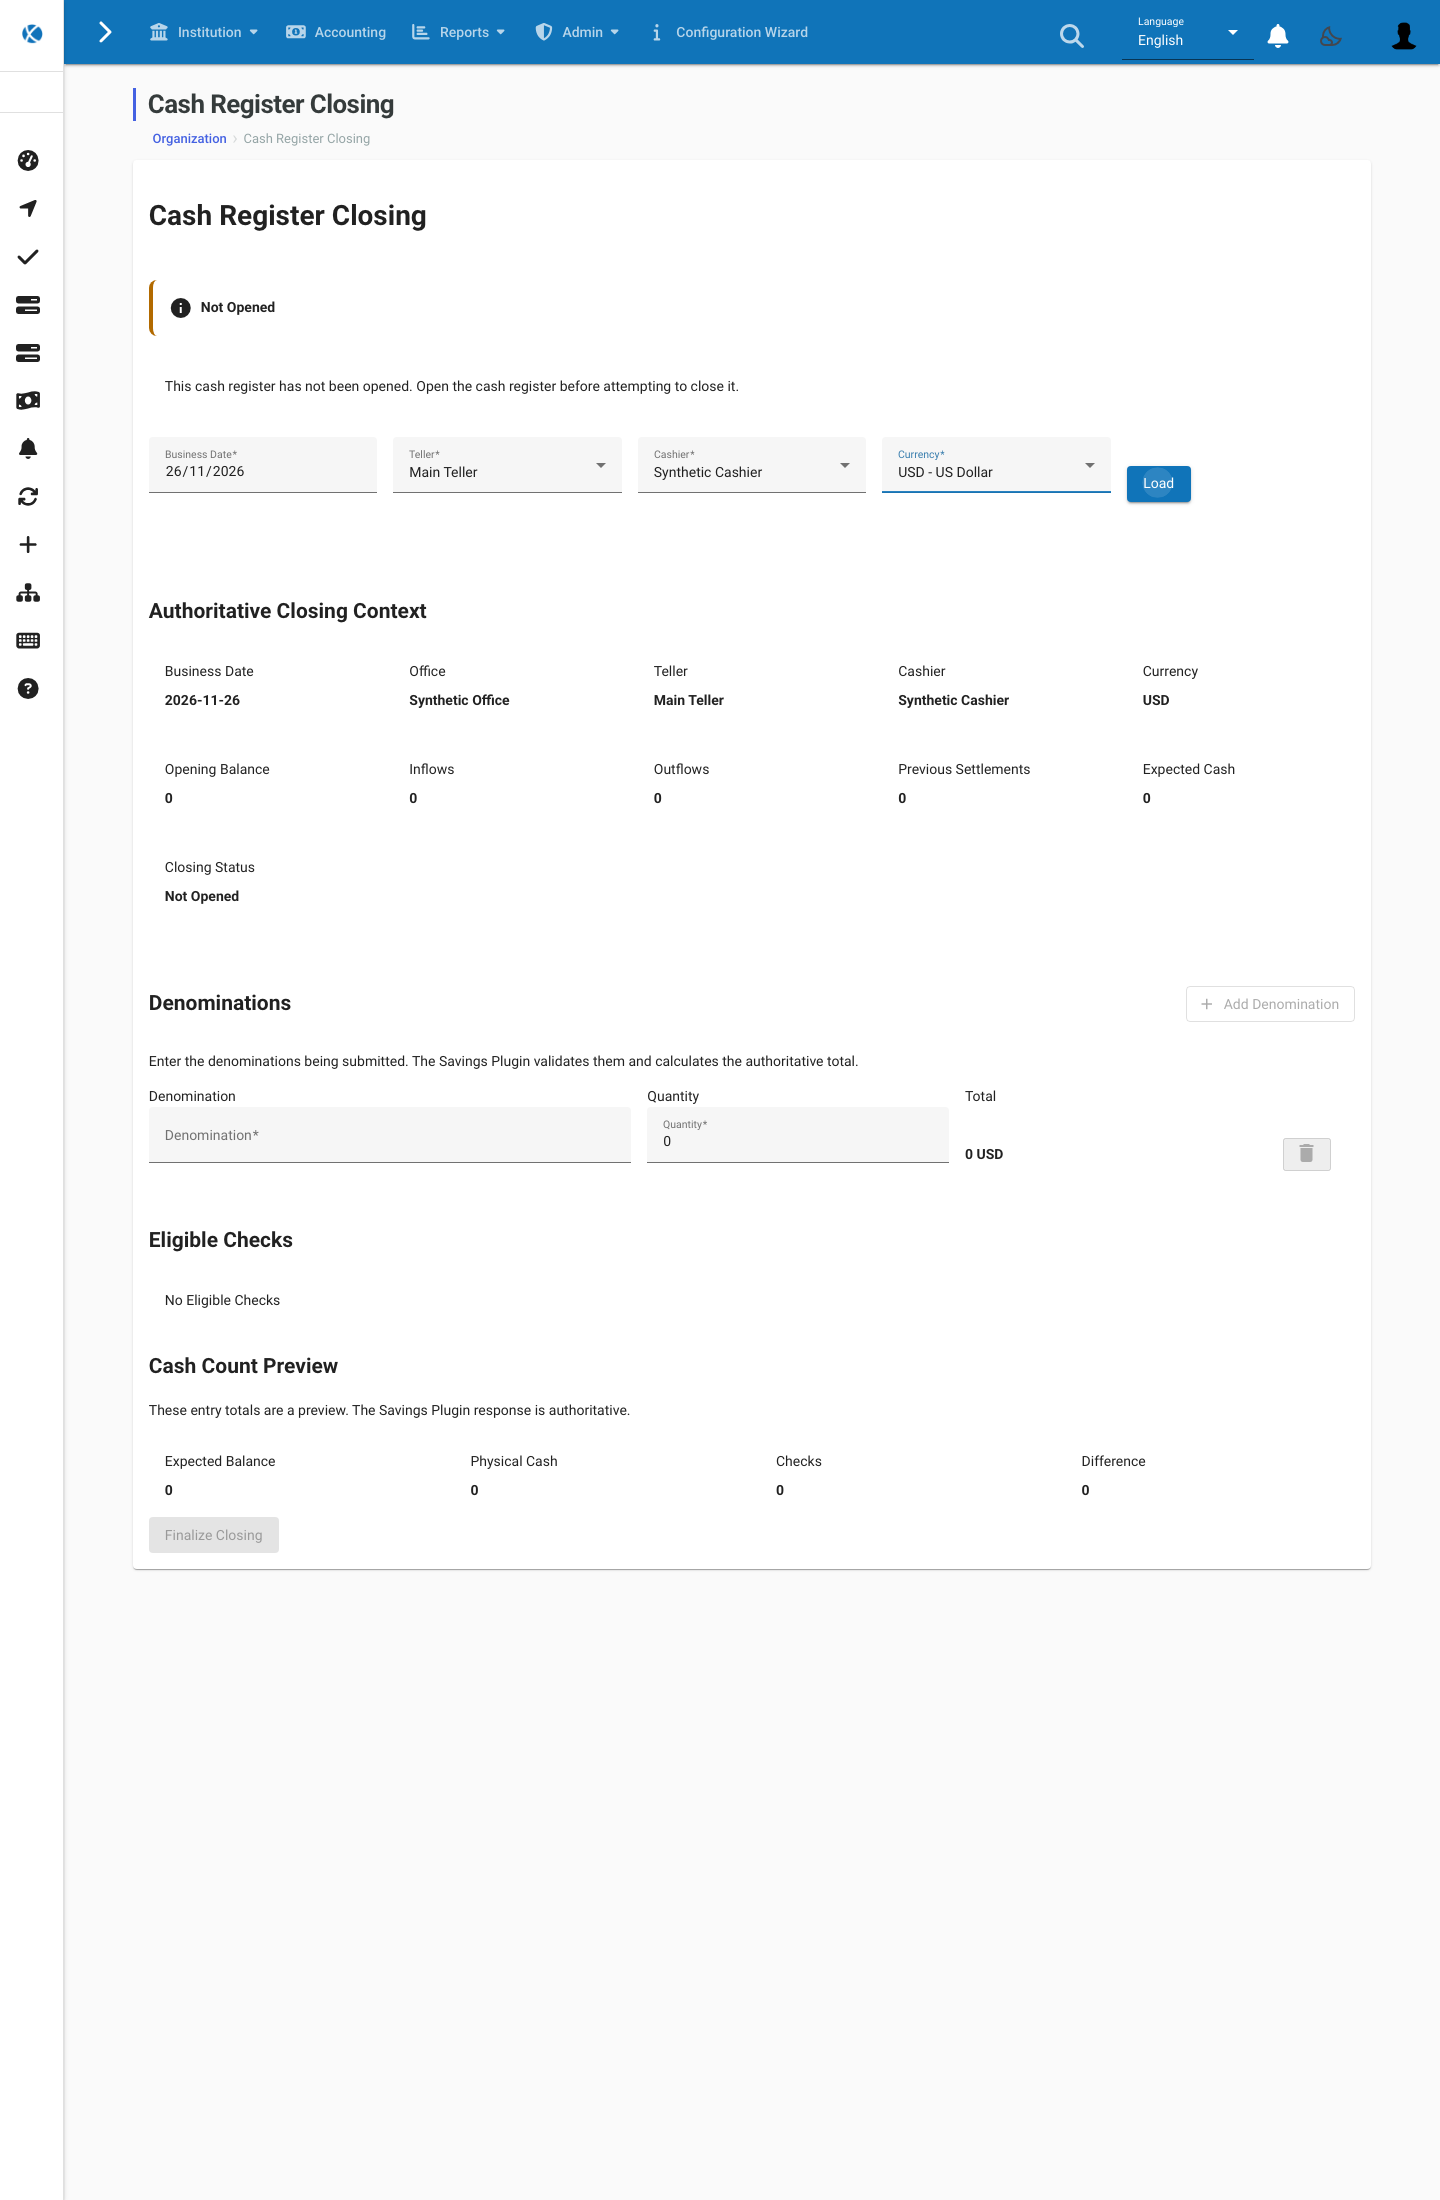 Institution Accounting Reports Admin Configuration Wizard
Language
English
Cash Register Closing
Organization › Cash Register Closing
Cash Register Closing
Not Opened
This cash register has not been opened. Open the cash register before attempting to close it.
Business Date* Teller* Cashier* Currency*
26/11/2026 Main Teller Synthetic Cashier USD - US Dollar
Load
Authoritative Closing Context
Business Date Office Teller Cashier Currency
2026-11-26 Synthetic Office Main Teller Synthetic Cashier USD
Opening Balance Inflows Outflows Previous Settlements Expected Cash
0 0 0 0 0
Closing Status
Not Opened
Denominations
+ Add Denomination
Enter the denominations being submitted. The Savings Plugin validates them and calculates the authoritative total.
Denomination Quantity Total
Denomination* Quantity*
0
0 USD
Eligible Checks
No Eligible Checks
Cash Count Preview
These entry totals are a preview. The Savings Plugin response is authoritative.
Expected Balance Physical Cash Checks Difference
0 0 0 0
Finalize Closing